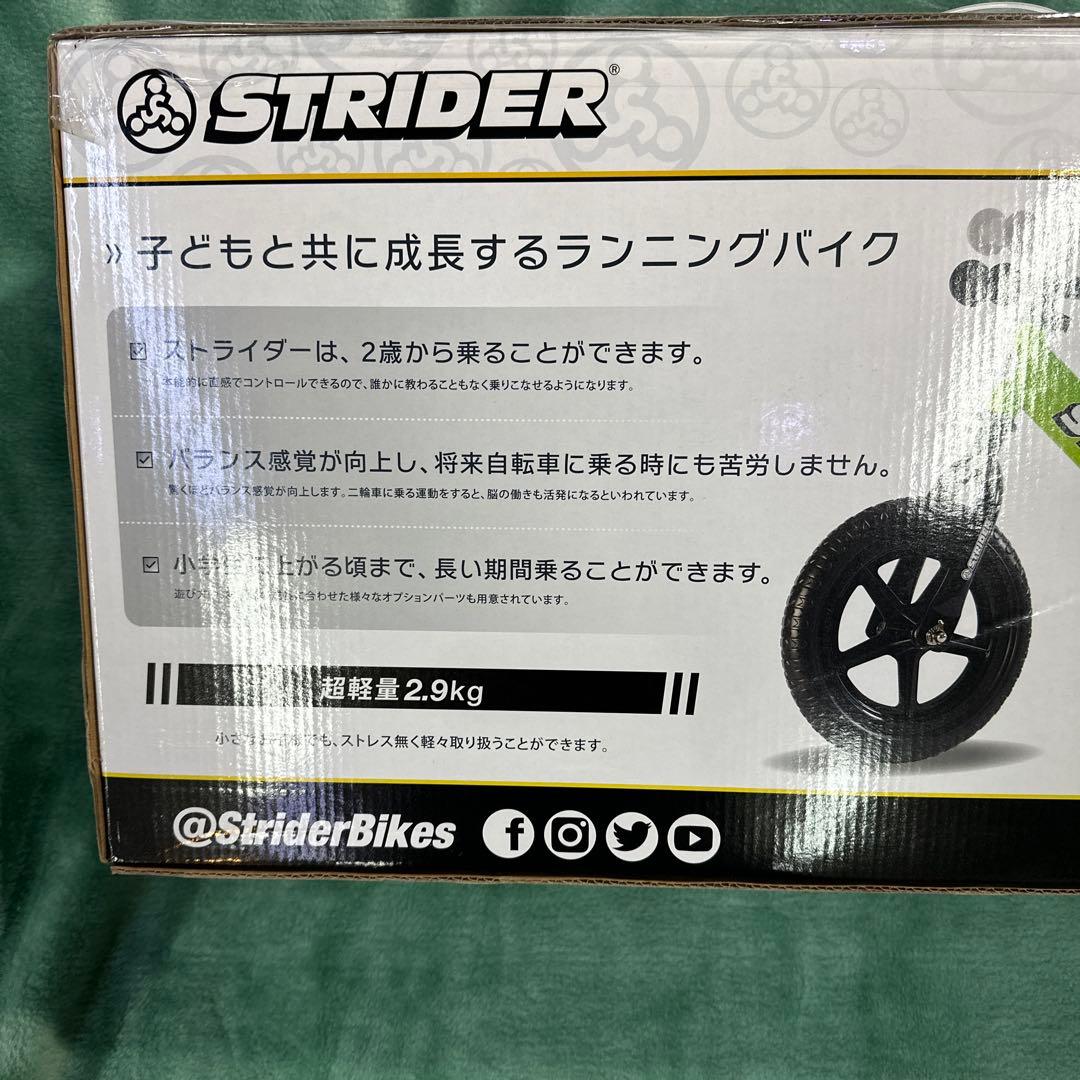 STRIDER®
» 子どもと共に成長するランニングバイク
ストライダーは、2歳から乗ることができます。
本能的に直感でコントロールできるので、誰かに教わることもなく乗りこなせるようになります。
バランス感覚が向上し、将来自転車に乗る時にも苦労しません。
驚くほどバランス感覚が向上します。二輪車に乗る運動をすると、脳の働きも活発になるといわれています。
上がる頃まで、長い期間乗ることができます。
に合わせた様々なオプションパーツも用意されています。
STRIDER
超軽量2.9kg
でも、ストレス無く軽々取り扱うことができます。
@StriderBikes